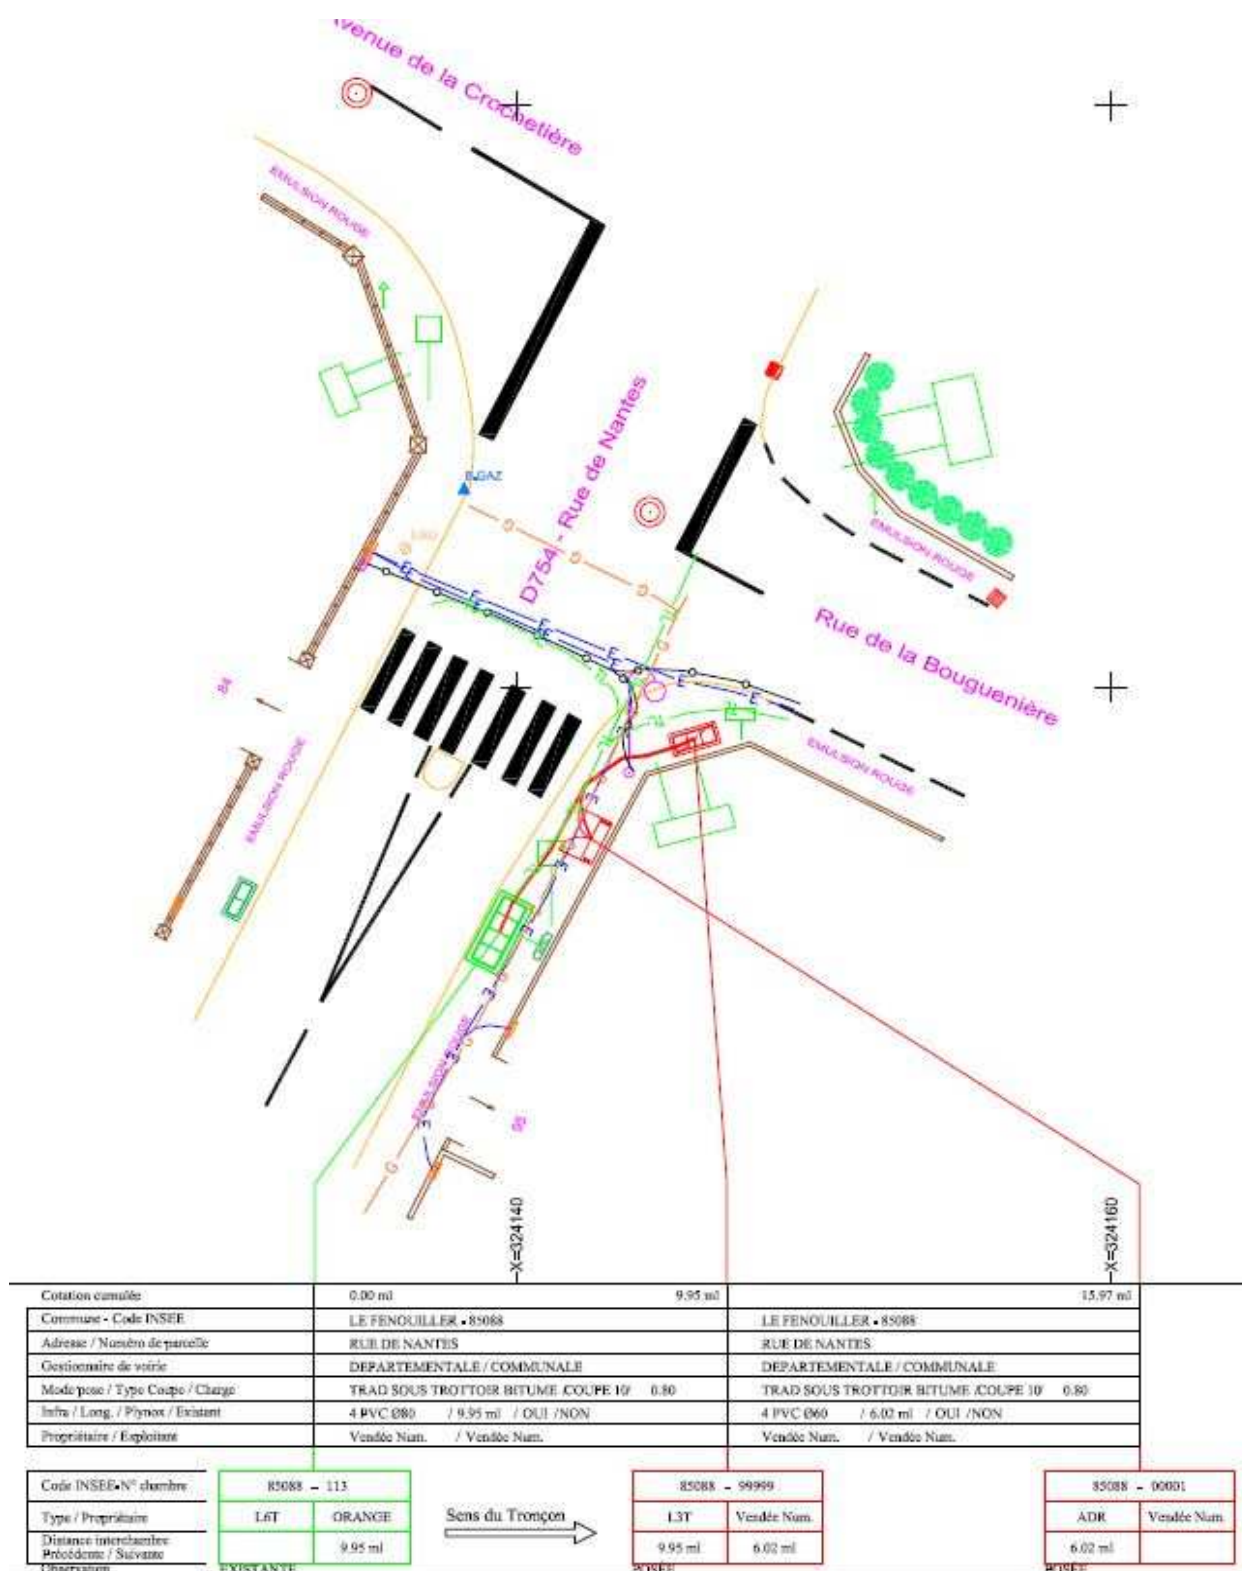 Avenue de la Crochetière
EMULSION ROUGE
B.GAZ
D754 - Rue de Nantes
EMULSION ROUGE
Rue de la Bouguenière
84
EMULSION ROUGE
EMULSION ROUGE
EMULSION ROUGE
X=324140
X=324160
Cotation cumulée 0.00 ml 9.95 ml 15.97 ml
Commune - Code INSEE LE FENOUILLER - 85088 LE FENOUILLER - 85088
Adresse / Numéro de parcelle RUE DE NANTES RUE DE NANTES
Gestionnaire de voirie DEPARTEMENTALE / COMMUNALE DEPARTEMENTALE / COMMUNALE
Mode pose / Type Coupe / Charge TRAD SOUS TROTTOIR BITUME /COUPE 10/ 0.80 TRAD SOUS TROTTOIR BITUME /COUPE 10/ 0.80
Infra / Long. / Plynox / Existant 4 PVC Ø80 / 9.95 ml / OUI /NON 4 PVC Ø60 / 6.02 ml / OUI /NON
Propriétaire / Exploitant Vendée Num. / Vendée Num. Vendée Num. / Vendée Num.
Code INSEE-N° chambre 85088 - 113 85088 - 99999 85088 - 00001
Type / Propriétaire L6T ORANGE Sens du Tronçon L3T Vendée Num. ADR Vendée Num.
Distance interchambre
Précédente / Suivante 9.95 ml 9.95 ml 6.02 ml 6.02 ml
Observation EXISTANTE POSÉE POSÉE